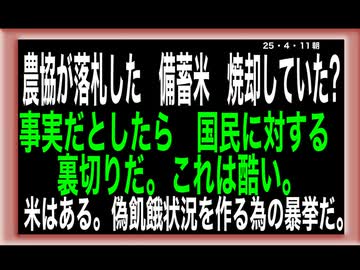 25・4・11朝
農協が落札した　備蓄米　焼却していた?
事実だとしたら　国民に対する
裏切りだ。これは酷い。
米はある。偽飢餓状況を作る為の暴挙だ。